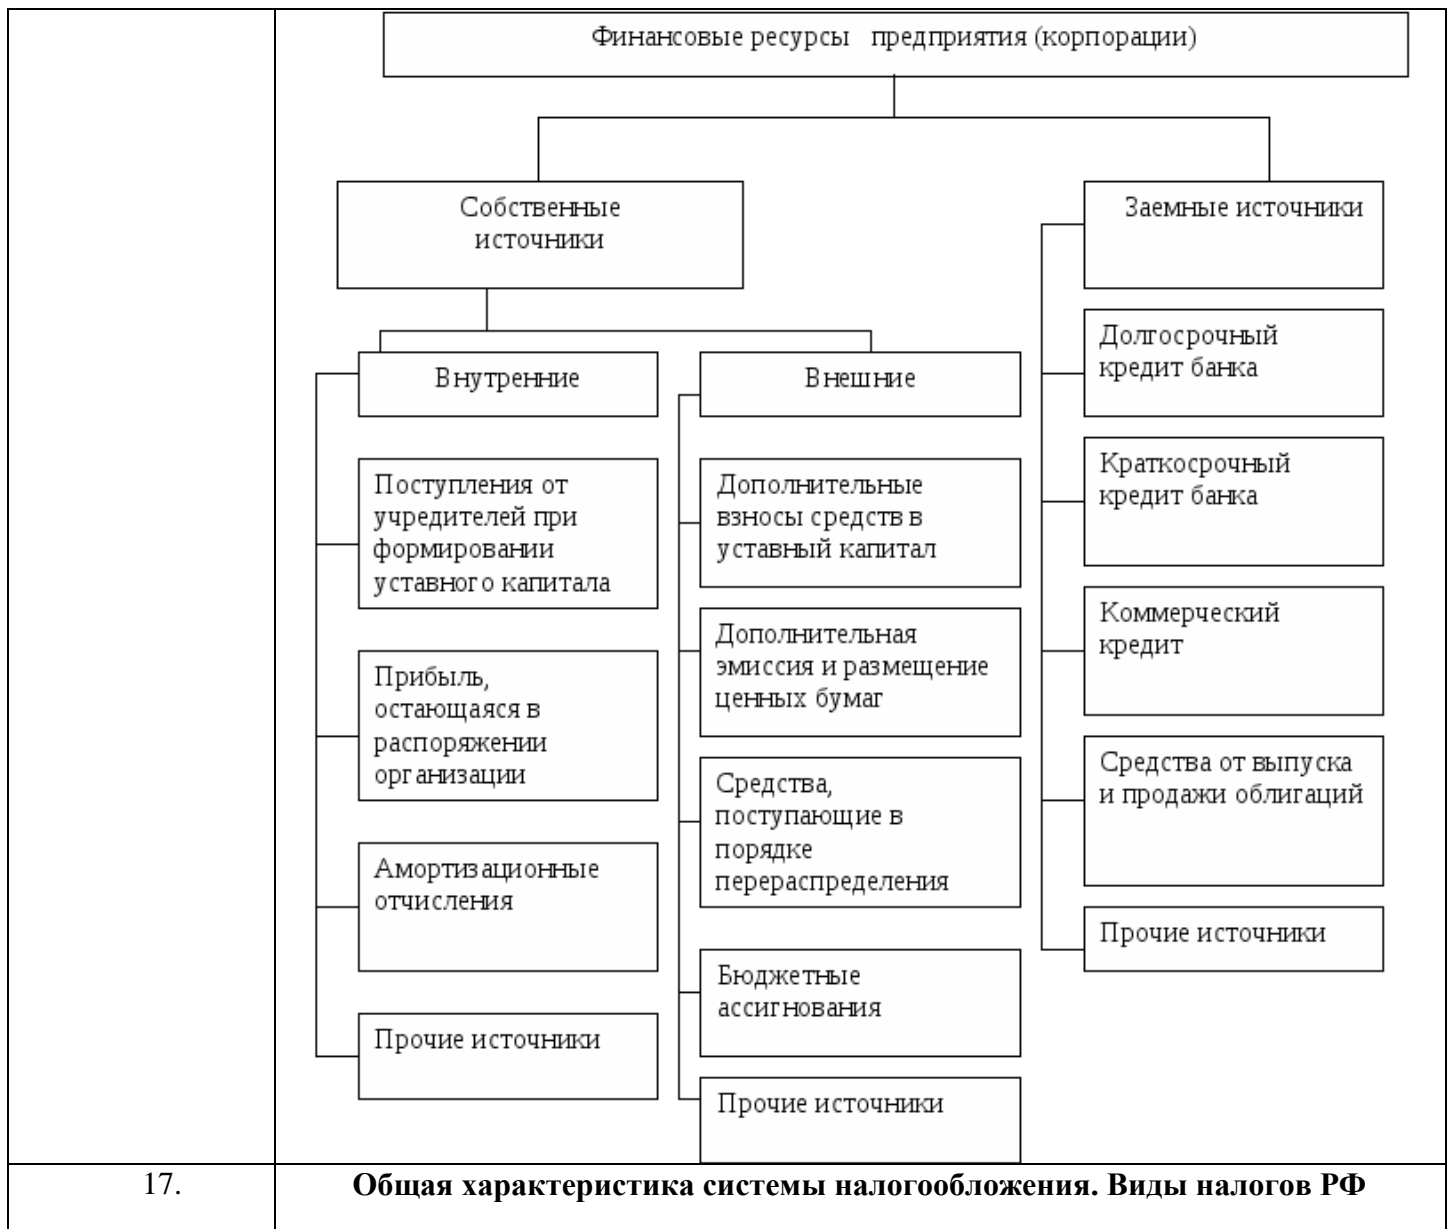 Финансовые ресурсы предприятия (корпорации)
Собственные
источники
Внутренние
Поступления от
учредителей при
формировании
уставного капитала
Прибыль,
остающаяся в
распоряжении
организации
Амортизационные
отчисления
Прочие источники
Внешние
Дополнительные
взносы средств в
уставный капитал
Дополнительная
эмиссия и размещение
ценных бумаг
Средства,
поступающие в
порядке
перераспределения
Бюджетные
ассигнования
Прочие источники
Заемные источники
Долгосрочный
кредит банка
Краткосрочный
кредит банка
Коммерческий
кредит
Средства от выпуска
и продажи облигаций
Прочие источники
17.
Общая характеристика системы налогообложения. Виды налогов РФ